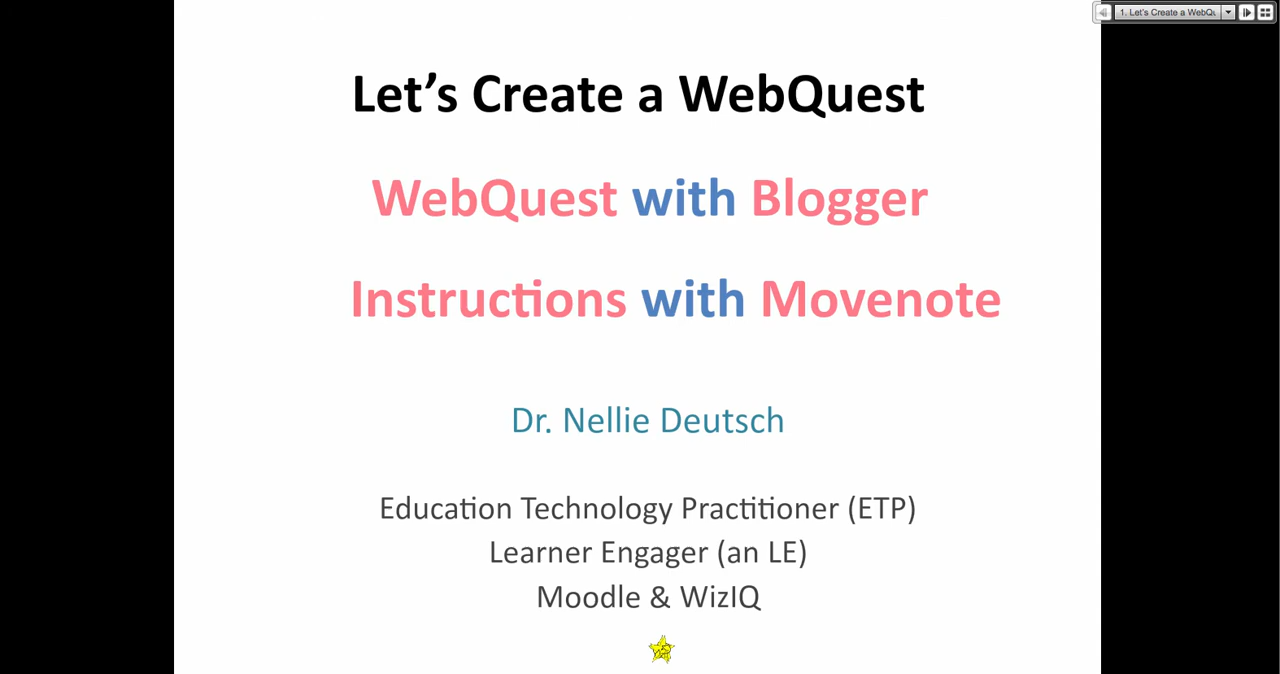 1. Let's Create a WebQu
Let's Create a WebQuest
WebQuest with Blogger
Instructions with Movenote
Dr. Nellie Deutsch
Education Technology Practitioner (ETP)
Learner Engager (an LE)
Moodle & WizIQ